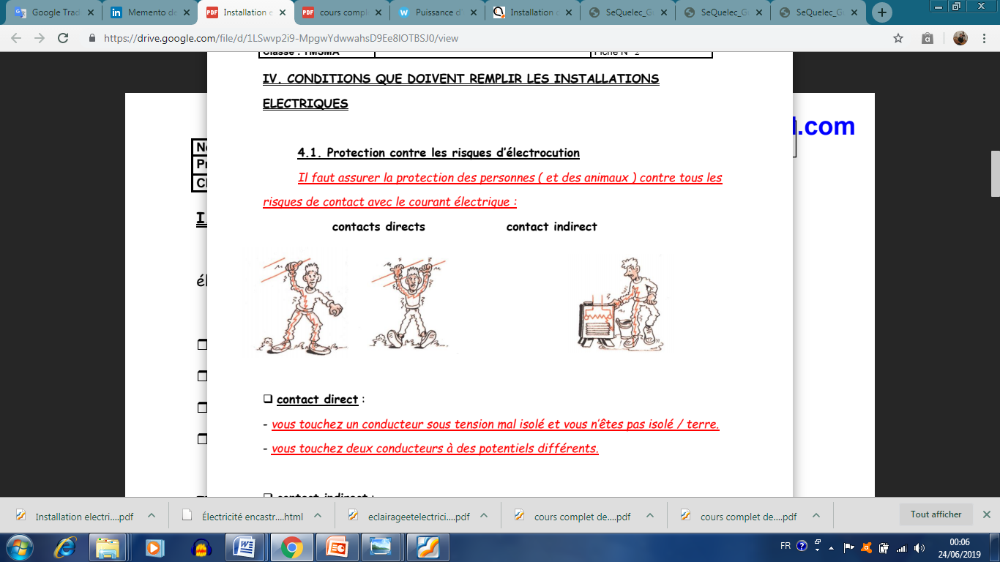 Google Trad
Memento de
Installation e
cours compl
Puissance d'
Installation
SeQuelec_G
SeQuelec_G
SeQuelec_G
https://drive.google.com/file/d/1LSwvp2i9-MpgwYdwwahsD9Ee8lOTBSJ0/view
Classe : TMSMA
Fiche N° 2
IV. CONDITIONS QUE DOIVENT REMPLIR LES INSTALLATIONS
ELECTRIQUES
.com
4.1. Protection contre les risques d'électrocution
Il faut assurer la protection des personnes ( et des animaux ) contre tous les
risques de contact avec le courant électrique :
contacts directs contact indirect
❑ contact direct :
- vous touchez un conducteur sous tension mal isolé et vous n'êtes pas isolé / terre.
- vous touchez deux conducteurs à des potentiels différents.
❑ contact indirect :
Installation electri....pdf
Électricité encastr....html
eclairageetelectrici....pdf
cours complet de....pdf
cours complet de....pdf
Tout afficher
FR
00:06
24/06/2019